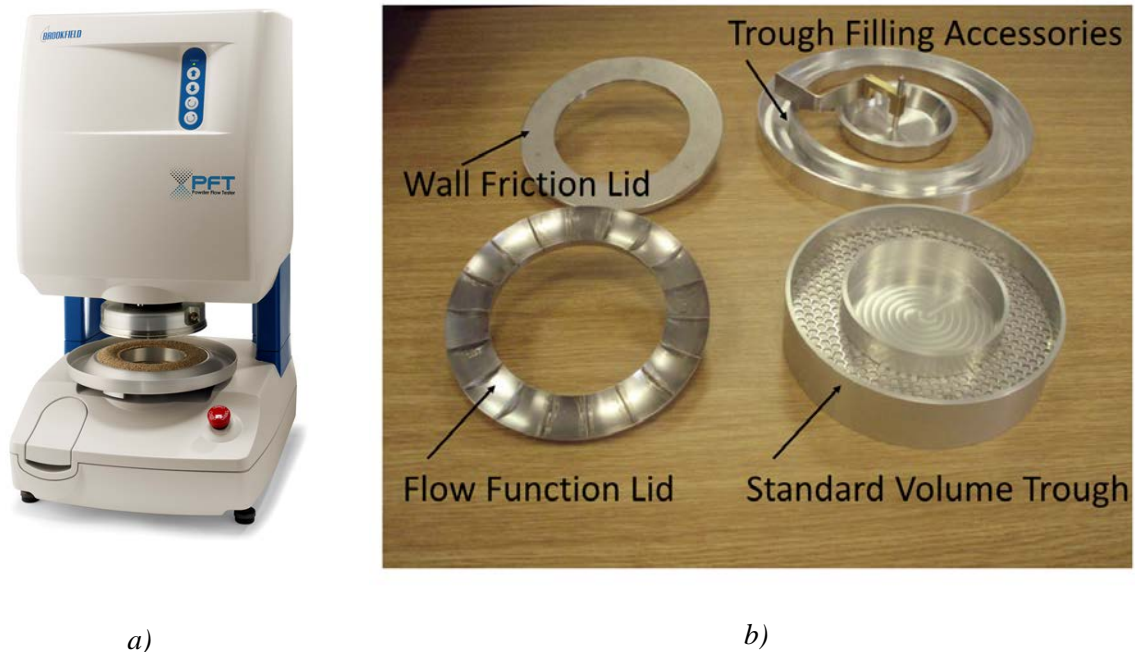 BROOKFIELD
PFT
Powder Flow Tester
Trough Filling Accessories
Wall Friction Lid
Flow Function Lid
Standard Volume Trough
a)
b)